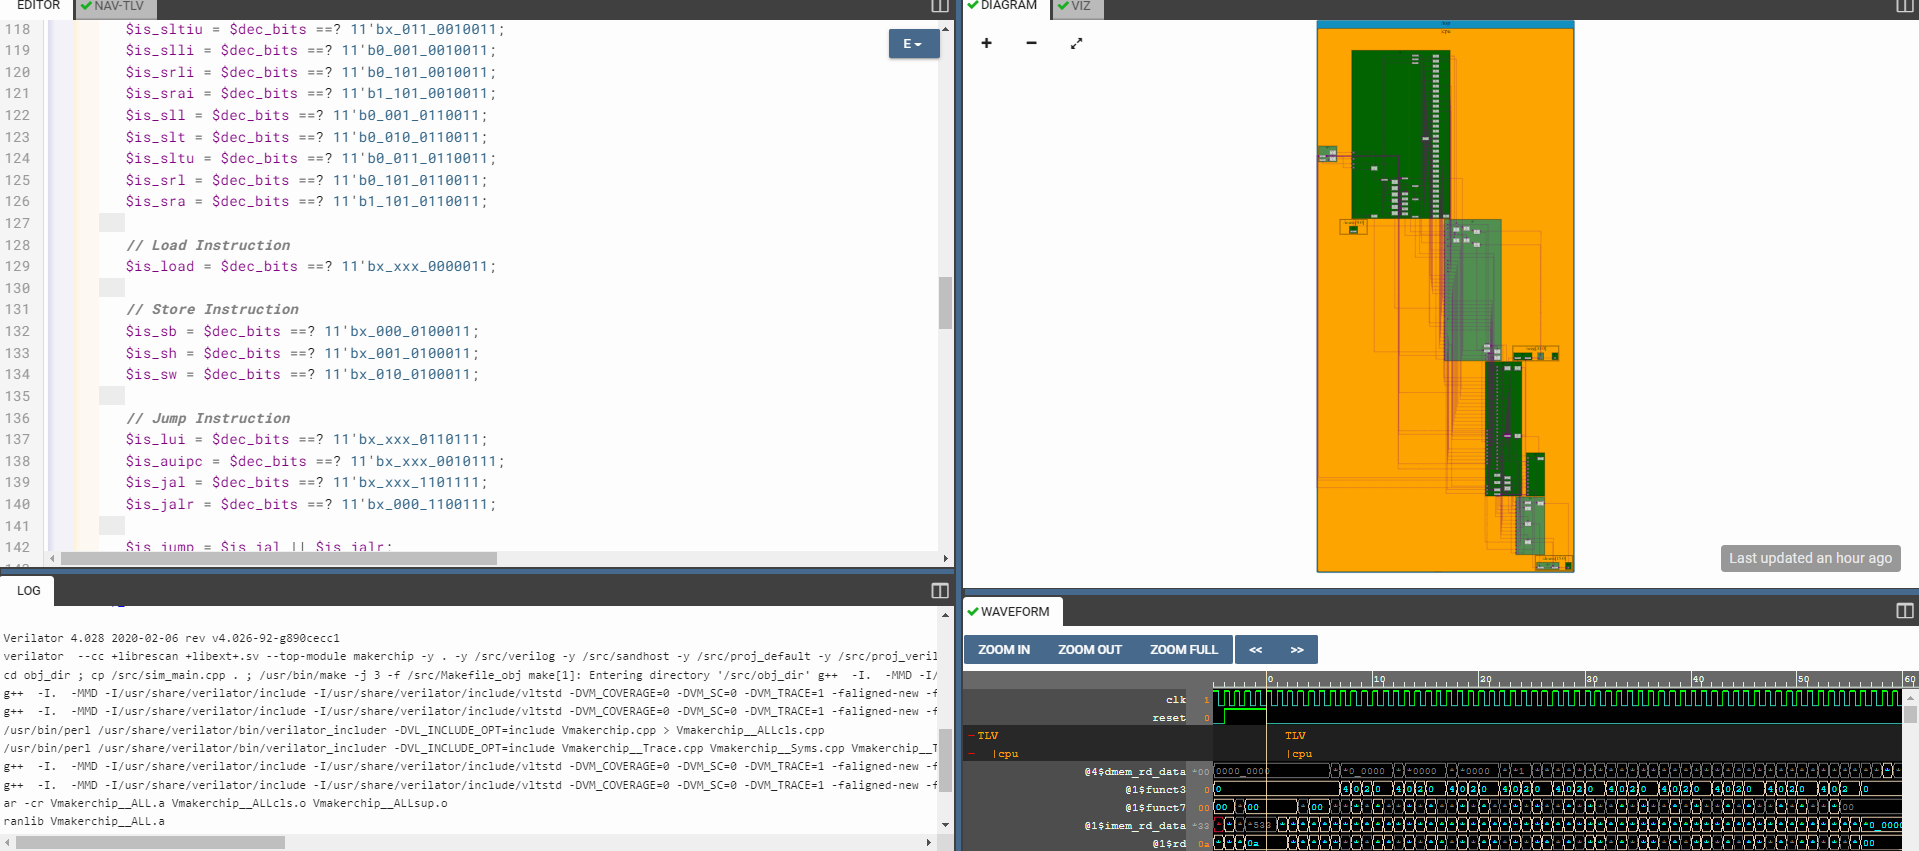 EDITOR
NAV-TLV
118 $is_sltiu = $dec_bits ==? 11'bx_011_0010011;
119 $is_slli = $dec_bits ==? 11'b0_001_0010011;
120 $is_srli = $dec_bits ==? 11'b0_101_0010011;
121 $is_srai = $dec_bits ==? 11'b1_101_0010011;
122 $is_sll = $dec_bits ==? 11'b0_001_0110011;
123 $is_slt = $dec_bits ==? 11'b0_010_0110011;
124 $is_sltu = $dec_bits ==? 11'b0_011_0110011;
125 $is_srl = $dec_bits ==? 11'b0_101_0110011;
126 $is_sra = $dec_bits ==? 11'b1_101_0110011;
127
128 // Load Instruction
129 $is_load = $dec_bits ==? 11'bx_xxx_0000011;
130
131 // Store Instruction
132 $is_sb = $dec_bits ==? 11'bx_000_0100011;
133 $is_sh = $dec_bits ==? 11'bx_001_0100011;
134 $is_sw = $dec_bits ==? 11'bx_010_0100011;
135
136 // Jump Instruction
137 $is_lui = $dec_bits ==? 11'bx_xxx_0110111;
138 $is_auipc = $dec_bits ==? 11'bx_xxx_0010111;
139 $is_jal = $dec_bits ==? 11'bx_xxx_1101111;
140 $is_jalr = $dec_bits ==? 11'bx_000_1100111;
141
142 $is_jump = $is_jal || $is_jalr;
E
LOG
Verilator 4.028 2020-02-06 rev v4.026-92-g890cecc1
verilator --cc +librescan +libext+.sv --top-module makerchip -y . -y /src/verilog -y /src/sandhost -y /src/proj_default -y /src/proj_veril
cd obj_dir ; cp /src/sim_main.cpp . ; /usr/bin/make -j 3 -f /src/Makefile_obj make[1]: Entering directory '/src/obj_dir' g++ -I. -MMD -I/
g++ -I. -MMD -I/usr/share/verilator/include -I/usr/share/verilator/include/vltstd -DVM_COVERAGE=0 -DVM_SC=0 -DVM_TRACE=1 -faligned-new -f
g++ -I. -MMD -I/usr/share/verilator/include -I/usr/share/verilator/include/vltstd -DVM_COVERAGE=0 -DVM_SC=0 -DVM_TRACE=1 -faligned-new -f
/usr/bin/perl /usr/share/verilator/bin/verilator_includer -DVL_INCLUDE_OPT=include Vmakerchip.cpp > Vmakerchip__ALLcls.cpp
/usr/bin/perl /usr/share/verilator/bin/verilator_includer -DVL_INCLUDE_OPT=include Vmakerchip__Trace.cpp Vmakerchip__Syms.cpp Vmakerchip__T
g++ -I. -MMD -I/usr/share/verilator/include -I/usr/share/verilator/include/vltstd -DVM_COVERAGE=0 -DVM_SC=0 -DVM_TRACE=1 -faligned-new -f
g++ -I. -MMD -I/usr/share/verilator/include -I/usr/share/verilator/include/vltstd -DVM_COVERAGE=0 -DVM_SC=0 -DVM_TRACE=1 -faligned-new -f
ar -cr Vmakerchip__ALL.a Vmakerchip__ALLcls.o Vmakerchip__ALLsup.o
ranlib Vmakerchip__ALL.a
DIAGRAM
VIZ
|cpu
Last updated an hour ago
WAVEFORM
ZOOM IN ZOOM OUT ZOOM FULL << >>
0 10 20 30 40 50 60
clk 1
reset 0
TLV TLV
|cpu |cpu
@4$dmem_rd_data 0000_0000
@1$funct3 0
@1$funct7 00 00 00 00
@1$imem_rd_data
@1$rd 0a 0a 00